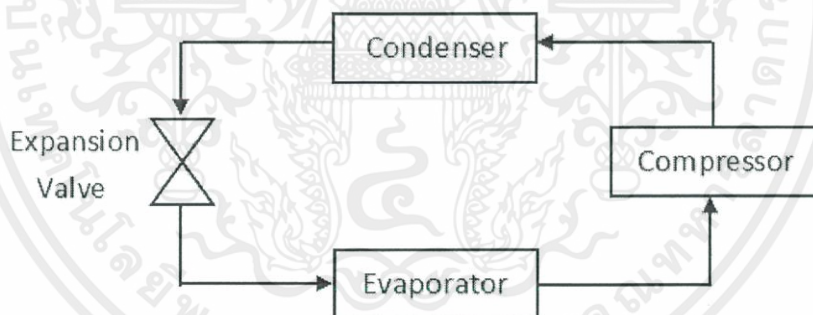 Condenser
Expansion
Valve
Compressor
Evaporator